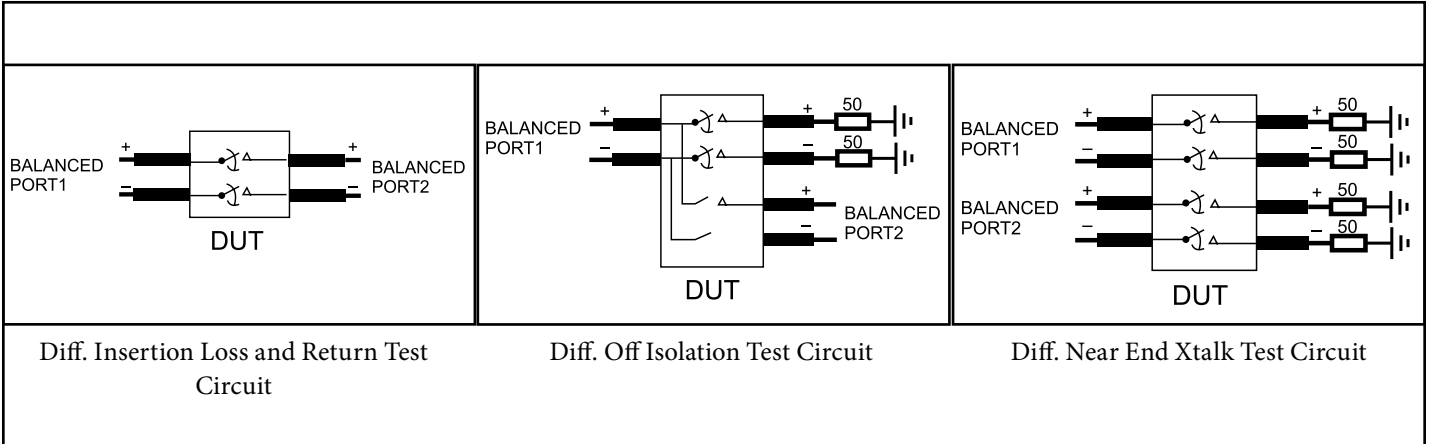 BALANCED
PORT1
+
−
+
−
BALANCED
PORT2
DUT
Diff. Insertion Loss and Return Test
Circuit
BALANCED
PORT1
+
−
+ 50
− 50
+
−
BALANCED
PORT2
DUT
Diff. Off Isolation Test Circuit
BALANCED
PORT1
+
−
BALANCED
PORT2
+
−
+ 50
− 50
+ 50
− 50
DUT
Diff. Near End Xtalk Test Circuit